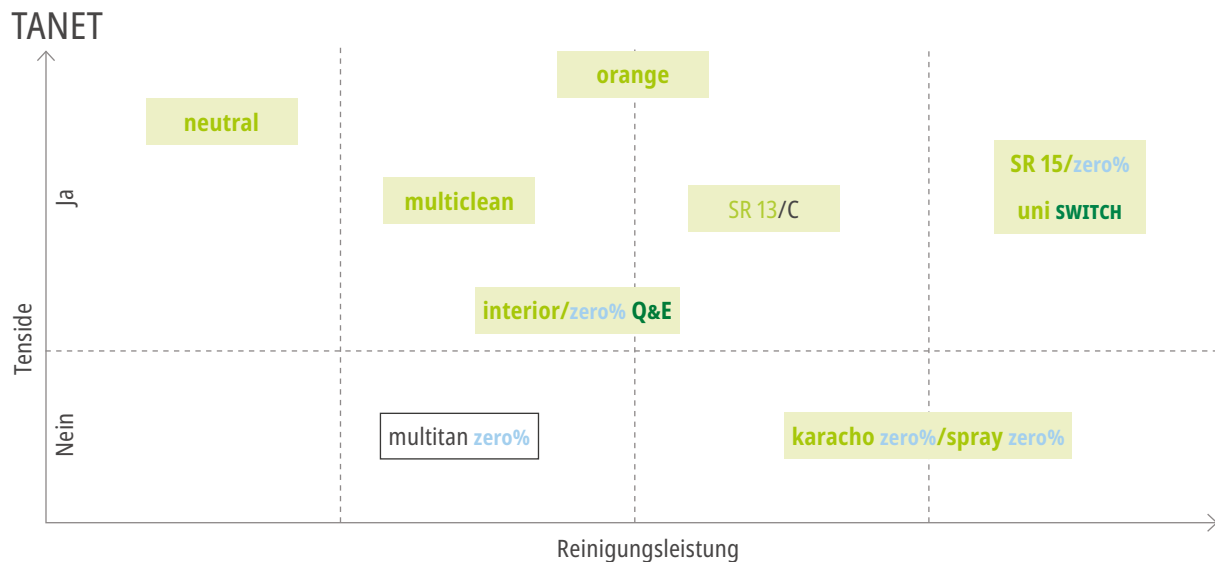 TANET
orange
neutral
SR 15/zero%
multiclean
SR 13/C
uni SWITCH
Ja
interior/zero% Q&E
Tenside
Nein
multitan zero%
karacho zero%/spray zero%
Reinigungsleistung